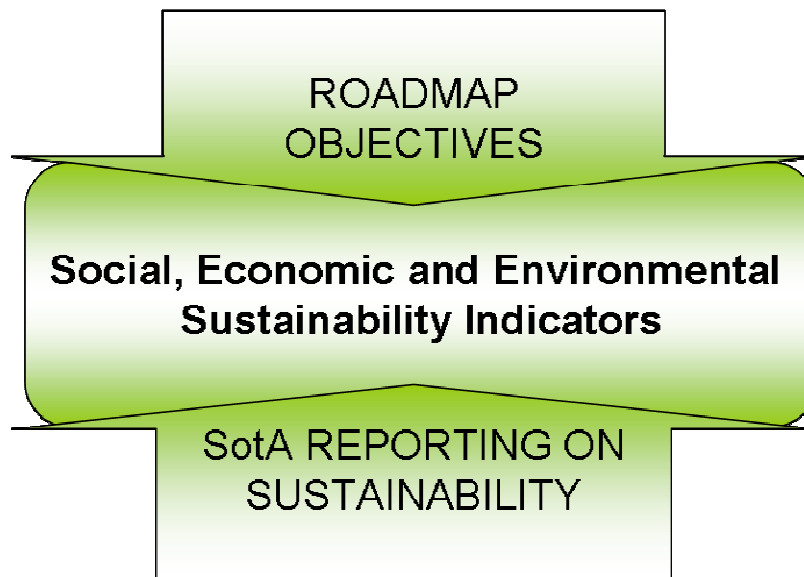 ROADMAP
OBJECTIVES
Social, Economic and Environmental
Sustainability Indicators
SotA REPORTING ON
SUSTAINABILITY